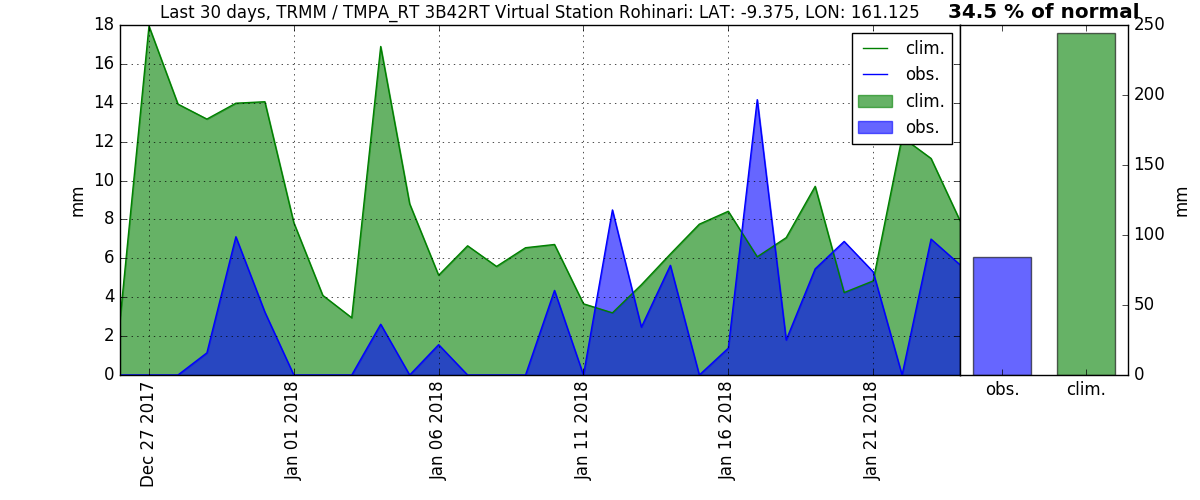 Last 30 days, TRMM / TMPA_RT 3B42RT Virtual Station Rohinari: LAT: -9.375, LON: 161.125
34.5 % of normal
18
16
14
12
10
8
6
4
2
0
mm
clim.
obs.
clim.
obs.
Dec 27 2017
Jan 01 2018
Jan 06 2018
Jan 11 2018
Jan 16 2018
Jan 21 2018
250
200
150
100
50
0
mm
obs.
clim.